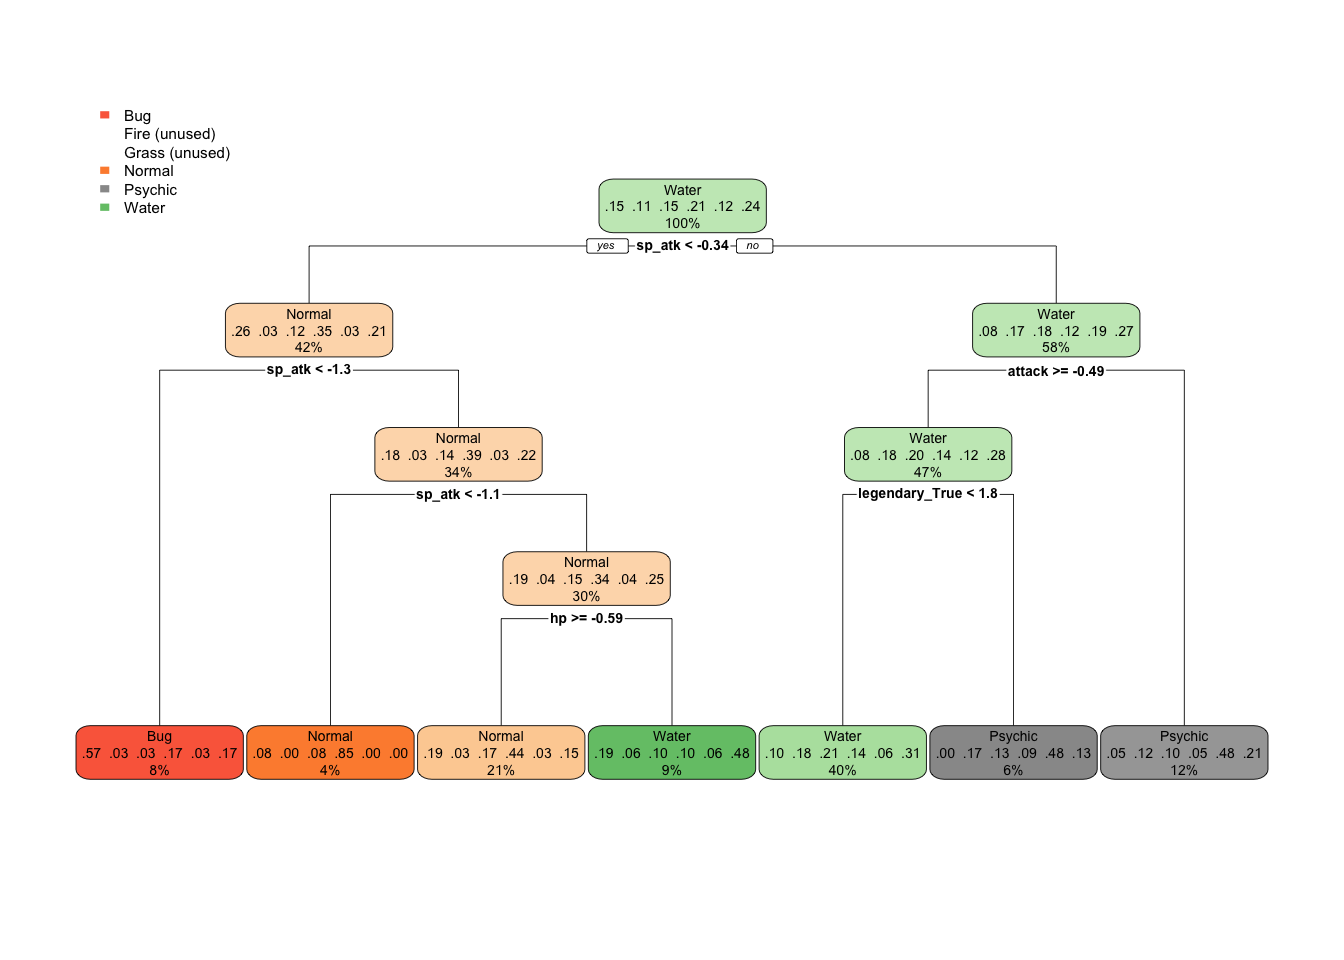 Bug
Fire (unused)
Grass (unused)
Normal
Psychic
Water
Water
.15 .11 .15 .21 .12 .24
100%
yes sp_atk < -0.34 no
Normal
.26 .03 .12 .35 .03 .21
42%
Water
.08 .17 .18 .12 .19 .27
58%
sp_atk < -1.3
attack >= -0.49
Normal
.18 .03 .14 .39 .03 .22
34%
Water
.08 .18 .20 .14 .12 .28
47%
sp_atk < -1.1
legendary_True < 1.8
Normal
.19 .04 .15 .34 .04 .25
30%
hp >= -0.59
Bug
.57 .03 .03 .17 .03 .17
8%
Normal
.08 .00 .08 .85 .00 .00
4%
Normal
.19 .03 .17 .44 .03 .15
21%
Water
.19 .06 .10 .10 .06 .48
9%
Water
.10 .18 .21 .14 .06 .31
40%
Psychic
.00 .17 .13 .09 .48 .13
6%
Psychic
.05 .12 .10 .05 .48 .21
12%